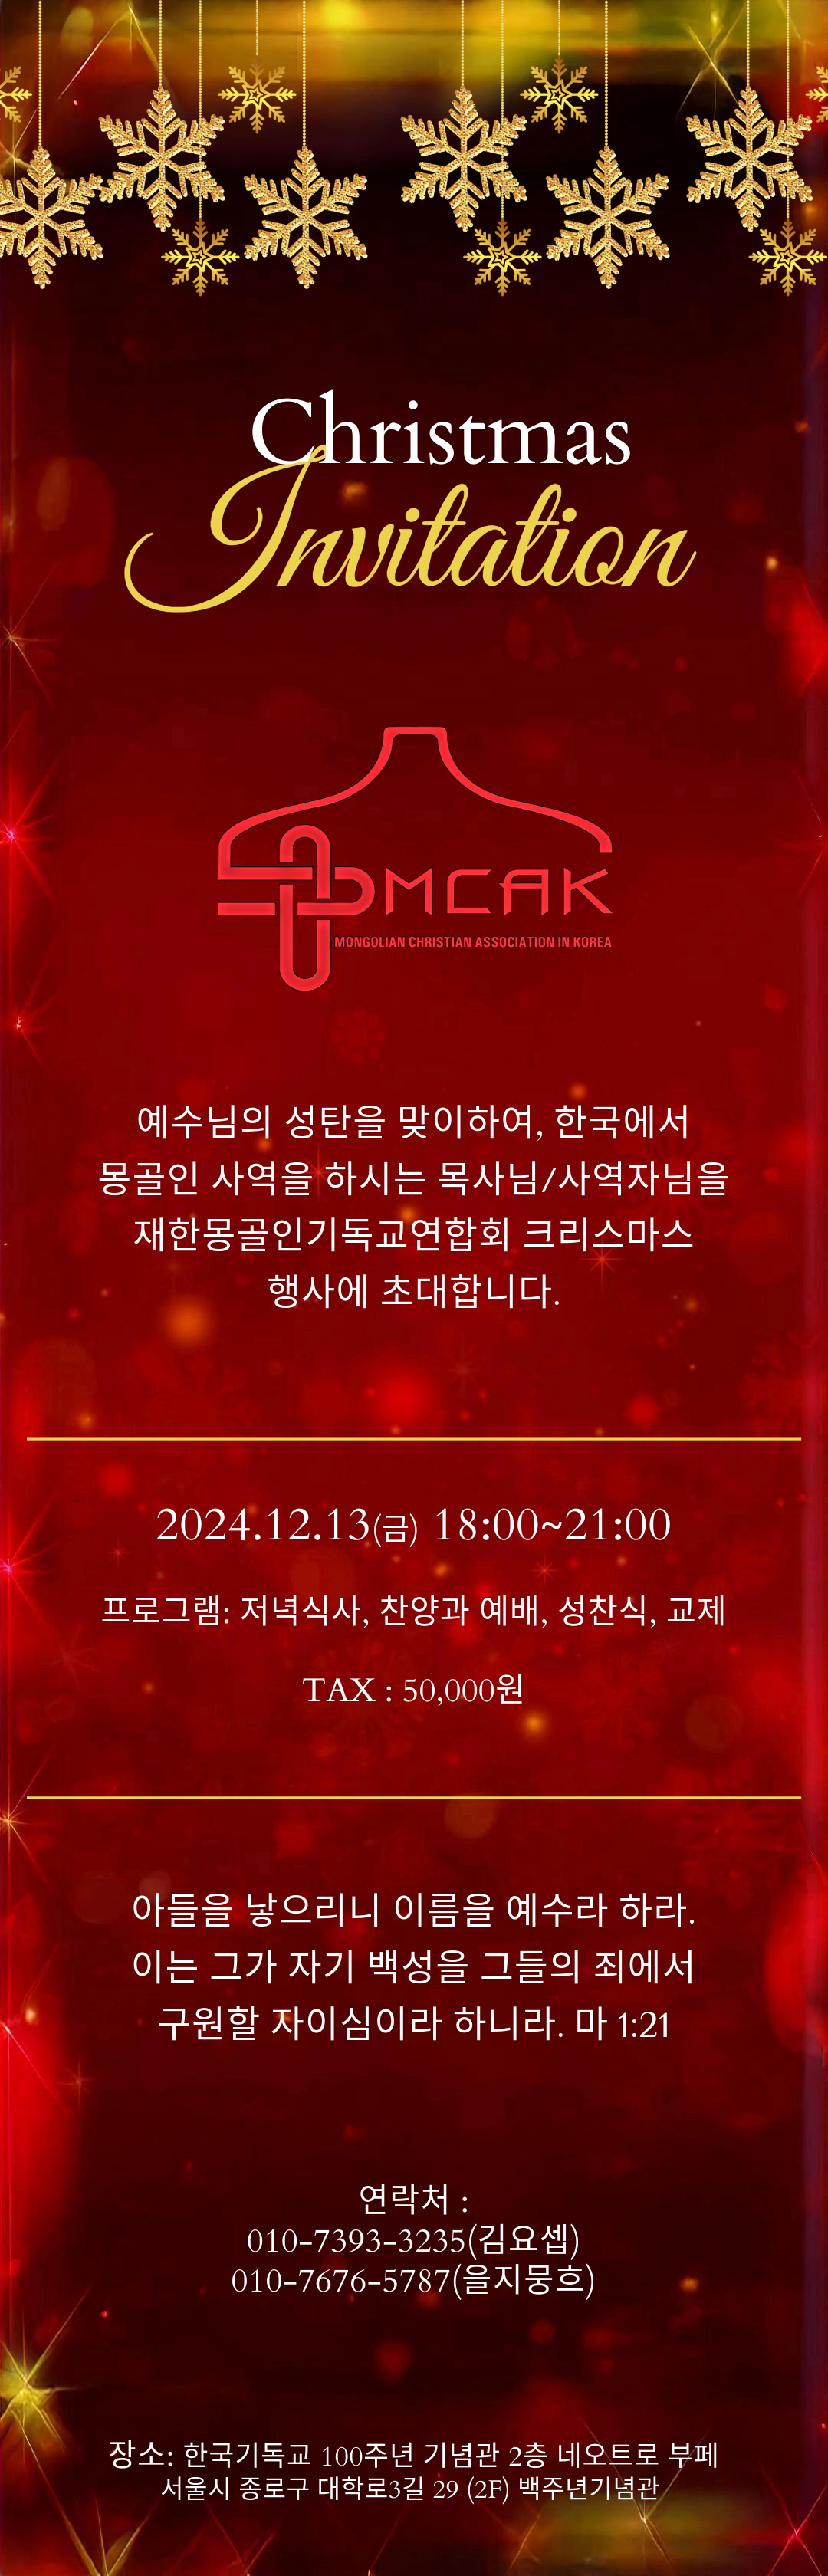 Christmas
Invitation
MCAK
MONGOLIAN CHRISTIAN ASSOCIATION IN KOREA
예수님의 성탄을 맞이하여, 한국에서
몽골인 사역을 하시는 목사님/사역자님을
재한몽골인기독교연합회 크리스마스
행사에 초대합니다.
2024.12.13(금) 18:00~21:00
프로그램: 저녁식사, 찬양과 예배, 성찬식, 교제
TAX : 50,000원
아들을 낳으리니 이름을 예수라 하라.
이는 그가 자기 백성을 그들의 죄에서
구원할 자이심이라 하니라. 마 1:21
연락처 :
010-7393-3235(김요셉)
010-7676-5787(을지뭉흐)
장소: 한국기독교 100주년 기념관 2층 네오트로 부페
서울시 종로구 대학로3길 29 (2F) 백주년기념관